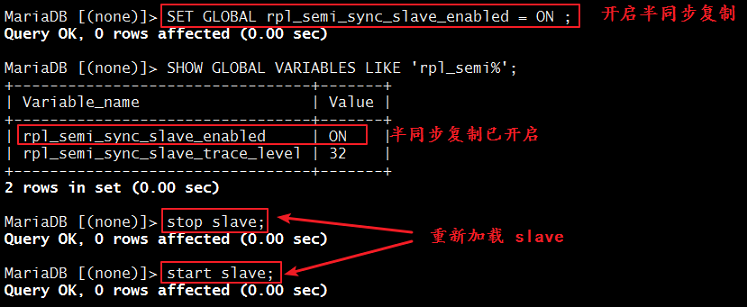 MariaDB [(none)]> SET GLOBAL rpl_semi_sync_slave_enabled = ON ; 开启半同步复制
Query OK, 0 rows affected (0.00 sec)
MariaDB [(none)]> SHOW GLOBAL VARIABLES LIKE 'rpl_semi%';
+---------------------------------+-------+
| Variable_name                   | Value |
+---------------------------------+-------+
| rpl_semi_sync_slave_enabled     | ON    | 半同步复制已开启
| rpl_semi_sync_slave_trace_level | 32    |
+---------------------------------+-------+
2 rows in set (0.00 sec)
MariaDB [(none)]> stop slave;
Query OK, 0 rows affected (0.00 sec)
重新加载 slave
MariaDB [(none)]> start slave;
Query OK, 0 rows affected (0.00 sec)